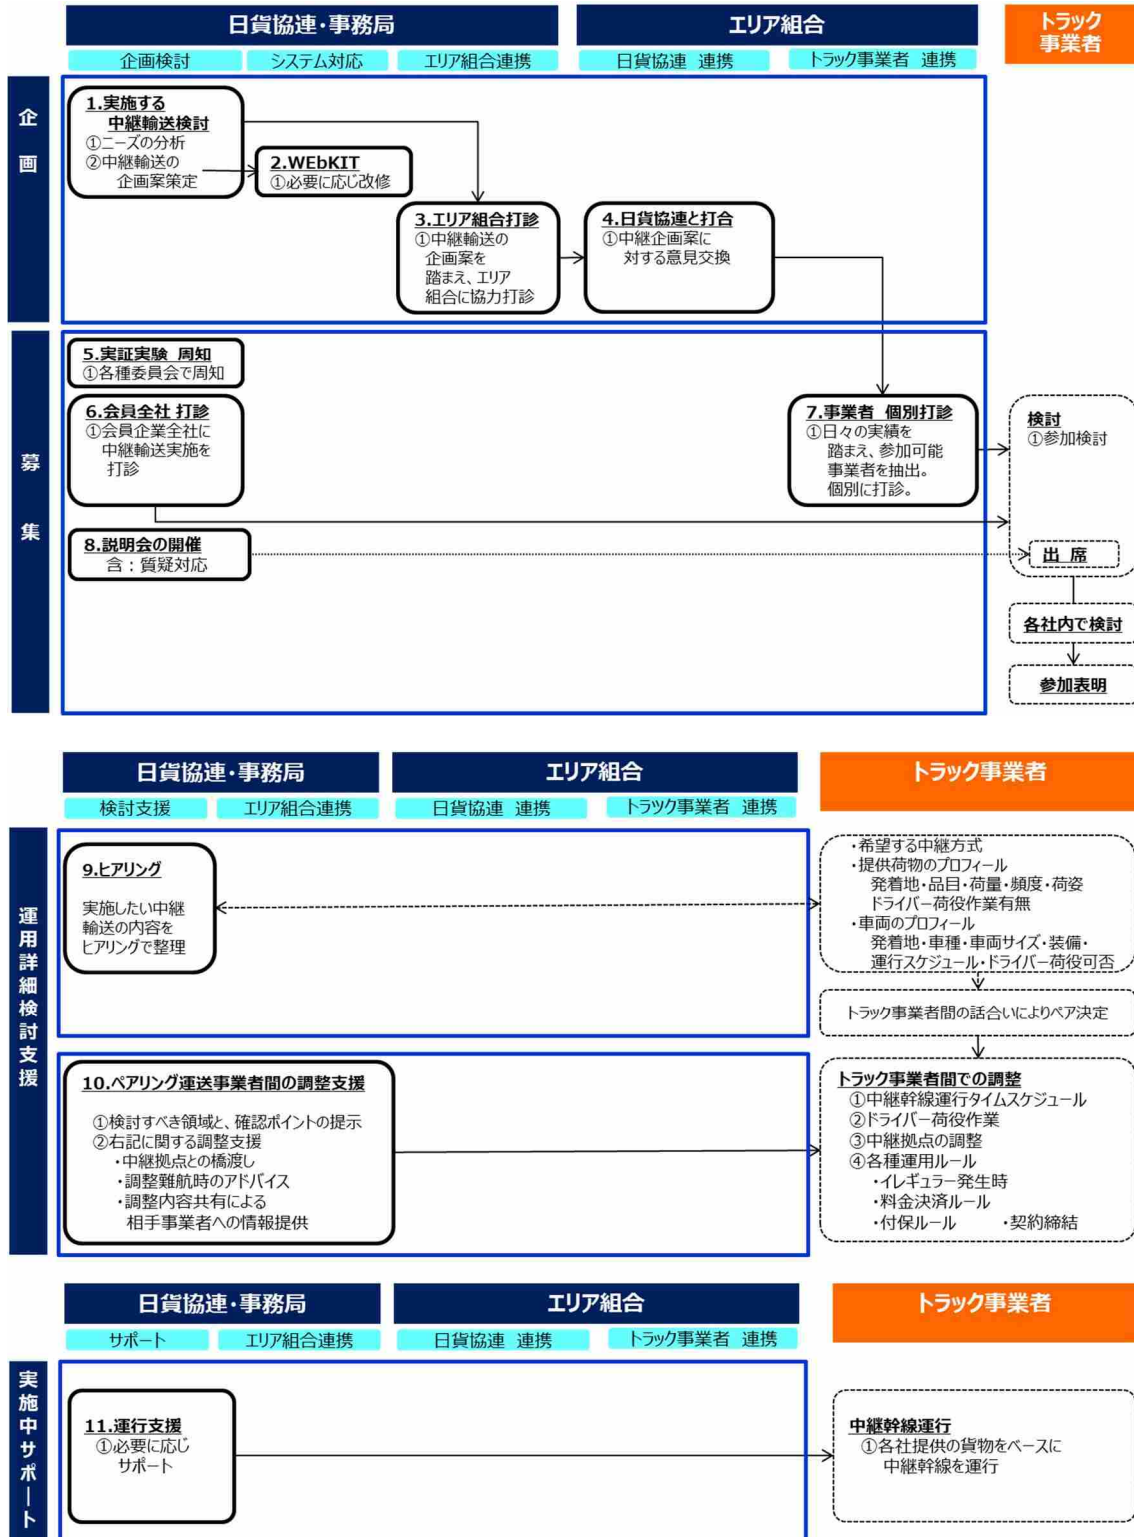 日貨協連・事務局
エリア組合
トラック
事業者
企画検討
システム対応
エリア組合連携
日貨協連 連携
トラック事業者 連携
企画
1.実施する
中継輸送検討
①ニーズの分析
②中継輸送の
企画案策定
2.WEbKIT
①必要に応じ改修
3.エリア組合打診
①中継輸送の
企画案を
踏まえ、エリア
組合に協力打診
4.日貨協連と打合
①中継企画案に
対する意見交換
募集
5.実証実験 周知
①各種委員会で周知
6.会員全社 打診
①会員企業全社に
中継輸送実施を
打診
7.事業者 個別打診
①日々の実績を
踏まえ、参加可能
事業者を抽出。
個別に打診。
検討
①参加検討
8.説明会の開催
含：質疑対応
出 席
各社内で検討
参加表明
日貨協連・事務局
エリア組合
トラック事業者
検討支援
エリア組合連携
日貨協連 連携
トラック事業者 連携
運用詳細検討支援
9.ヒアリング
実施したい中継
輸送の内容を
ヒアリングで整理
・希望する中継方式
・提供荷物のプロフィール
発着地・品目・荷量・頻度・荷姿
ドライバー荷役作業有無
・車両のプロフィール
発着地・車種・車両サイズ・装備・
運行スケジュール・ドライバー荷役可否
トラック事業者間の話合いによりペア決定
10.ペアリング運送事業者間の調整支援
①検討すべき領域と、確認ポイントの提示
②右記に関する調整支援
・中継拠点との橋渡し
・調整難航時のアドバイス
・調整内容共有による
相手事業者への情報提供
トラック事業者間での調整
①中継幹線運行タイムスケジュール
②ドライバー荷役作業
③中継拠点の調整
④各種運用ルール
・イレギュラー発生時
・料金決済ルール
・付保ルール ・契約締結
日貨協連・事務局
エリア組合
トラック事業者
サポート
エリア組合連携
日貨協連 連携
トラック事業者 連携
実施中サポート
11.運行支援
①必要に応じ
サポート
中継幹線運行
①各社提供の貨物をベースに
中継幹線を運行